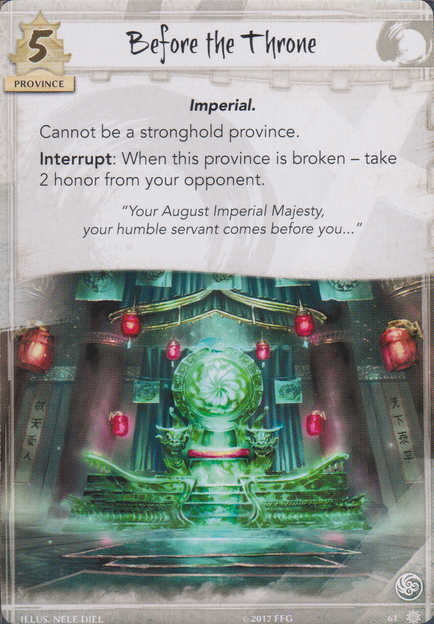 5
Before the Throne
PROVINCE
Imperial.
Cannot be a stronghold province.
Interrupt: When this province is broken – take
2 honor from your opponent.
"Your August Imperial Majesty,
your humble servant comes before you..."
ILLUS. NELE DIEL
©2017 FFG
61